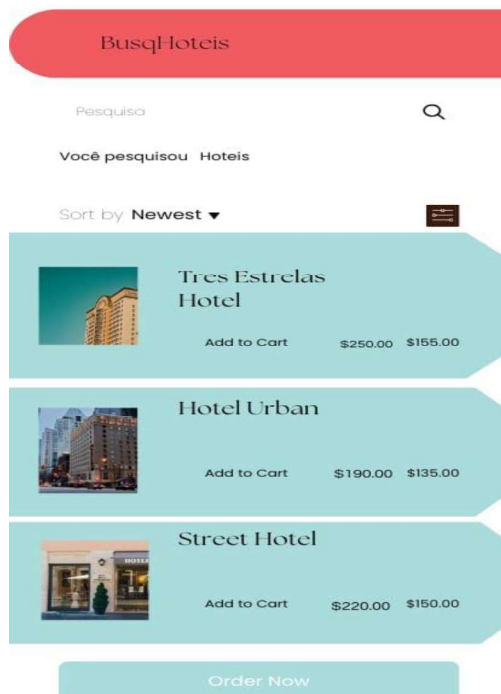 BusqHoteis
Pesquisa
Você pesquisou Hoteis
Sort by Newest
Tres Estrelas
Hotel
Add to Cart $250.00 $155.00
Hotel Urban
Add to Cart $190.00 $135.00
Street Hotel
Add to Cart $220.00 $150.00
Order Now